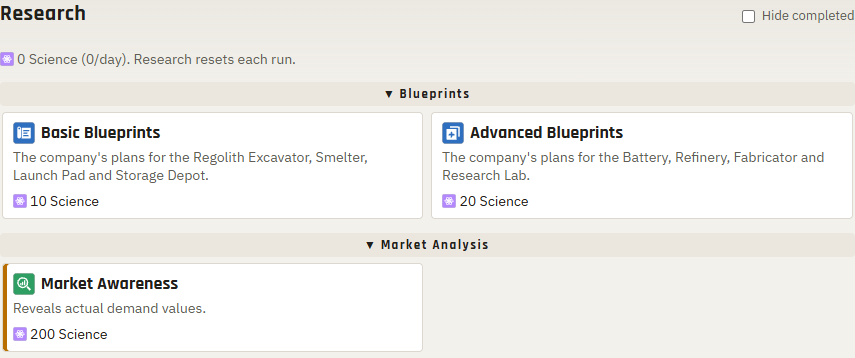 Research
Hide completed
0 Science (0/day). Research resets each run.
▼ Blueprints
Basic Blueprints
The company's plans for the Regolith Excavator, Smelter,
Launch Pad and Storage Depot.
10 Science
Advanced Blueprints
The company's plans for the Battery, Refinery, Fabricator and
Research Lab.
20 Science
▼ Market Analysis
Market Awareness
Reveals actual demand values.
200 Science